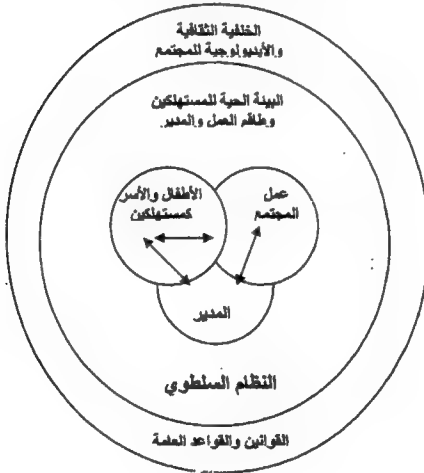 الخلفية الثقافية
والأيديولوجية للمجتمع
البيئة الحية للمستهلكين
وطاقم العمل والمدير
الأطفال والأسر
كمستهلكين
عمل
المجتمع
المدير
النظام السلطوي
القوانين والقواعد العامة